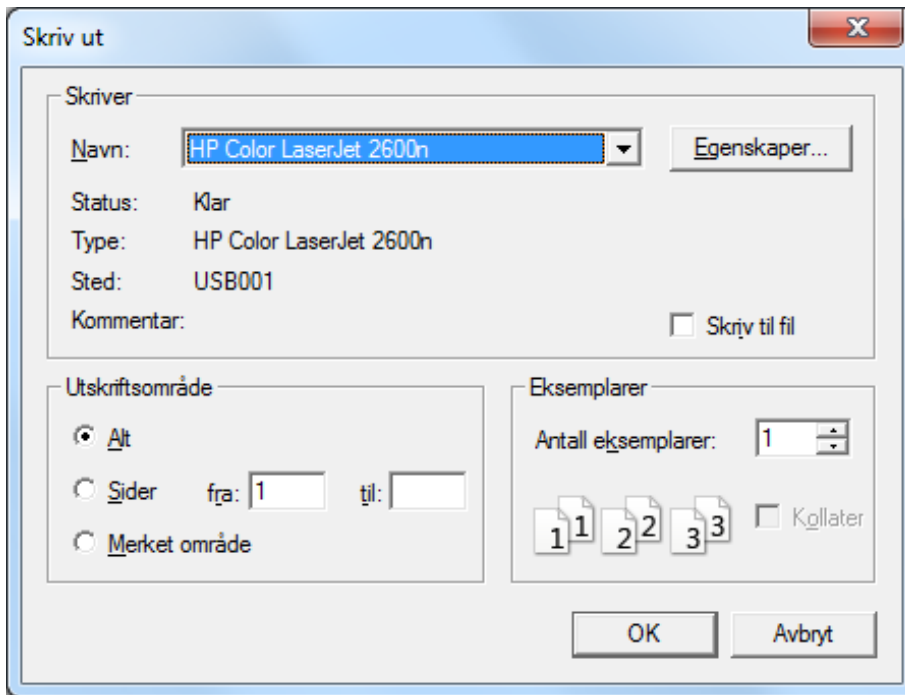 Skriv ut
Skriver
Navn: HP Color LaserJet 2600n Egenskaper...
Status: Klar
Type: HP Color LaserJet 2600n
Sted: USB001
Kommentar: Skriv til fil
Utskriftsområde
Alt
Sider fra: 1 til:
Merket område
Eksemplarer
Antall eksemplarer: 1
1 1 2 2 3 3 Kollater
OK Avbryt